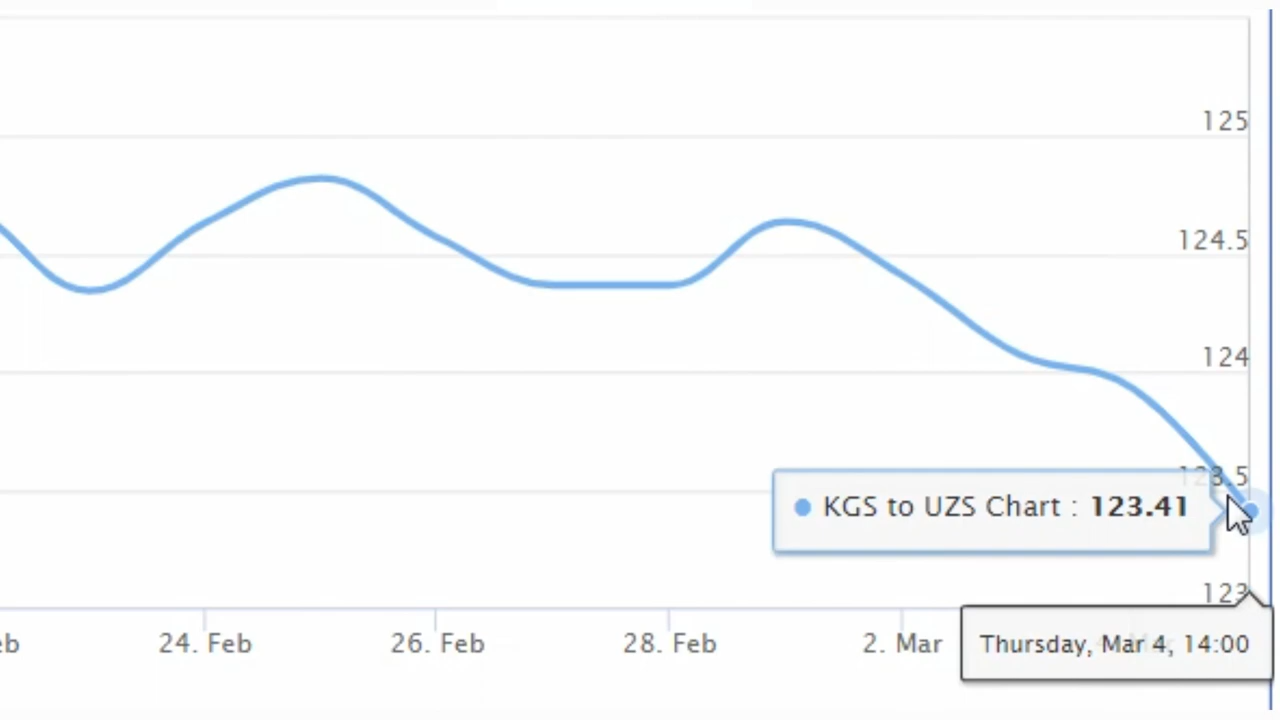 125
124.5
124
123.5
KGS to UZS Chart : 123.41
123
24. Feb
26. Feb
28. Feb
2. Mar
Thursday, Mar 4, 14:00